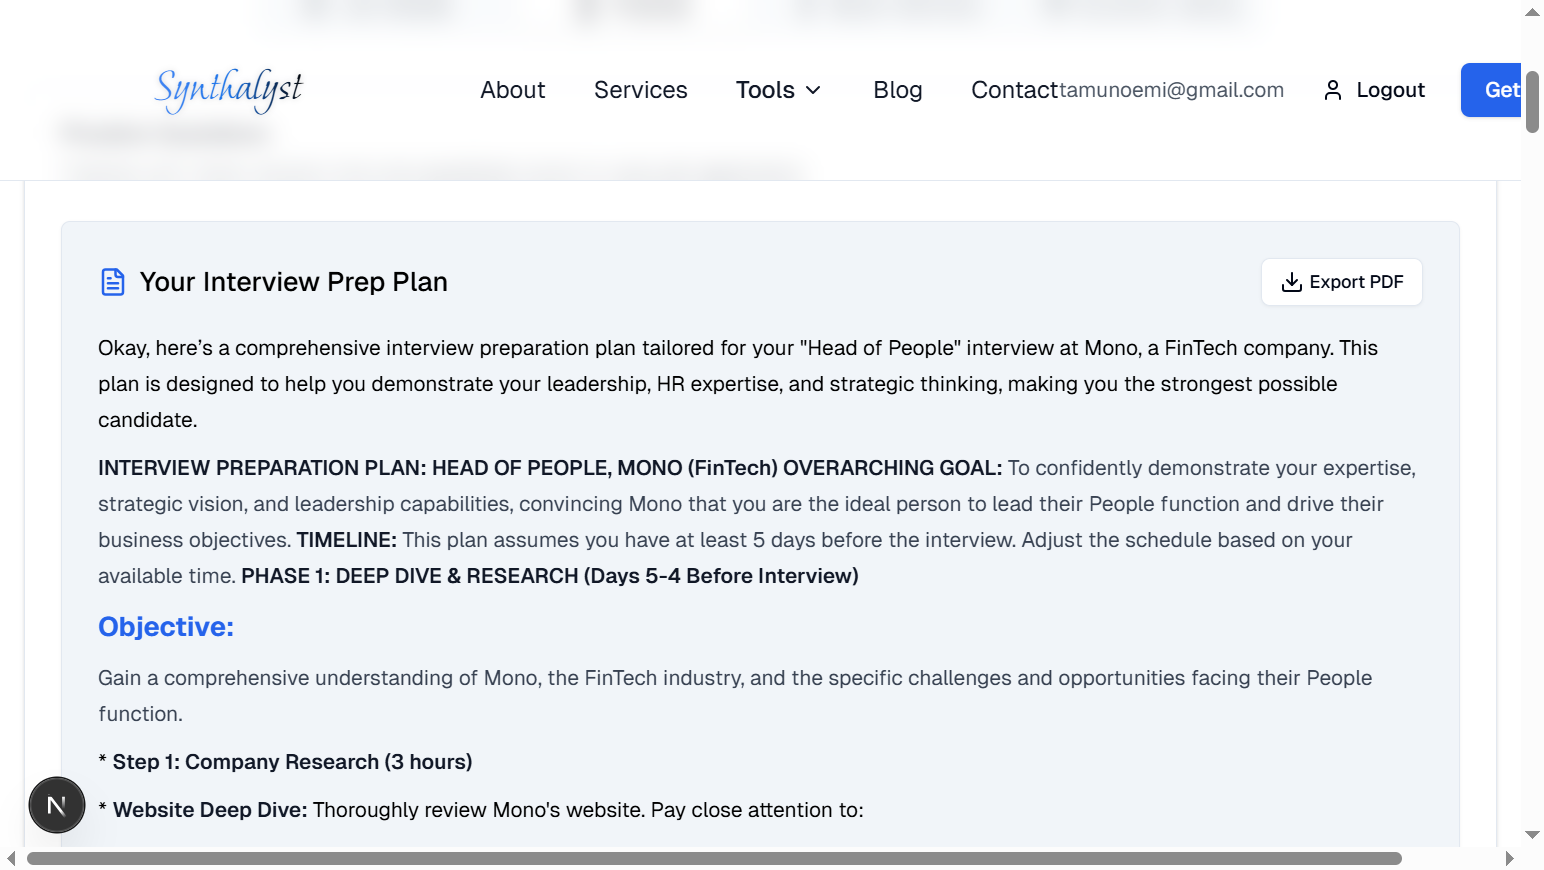 Synthalyst
About Services Tools Blog Contact tamunoemi@gmail.com Logout Get
Your Interview Prep Plan
Export PDF
Okay, here’s a comprehensive interview preparation plan tailored for your "Head of People" interview at Mono, a FinTech company. This
plan is designed to help you demonstrate your leadership, HR expertise, and strategic thinking, making you the strongest possible
candidate.
INTERVIEW PREPARATION PLAN: HEAD OF PEOPLE, MONO (FinTech) OVERARCHING GOAL: To confidently demonstrate your expertise,
strategic vision, and leadership capabilities, convincing Mono that you are the ideal person to lead their People function and drive their
business objectives. TIMELINE: This plan assumes you have at least 5 days before the interview. Adjust the schedule based on your
available time. PHASE 1: DEEP DIVE & RESEARCH (Days 5-4 Before Interview)
Objective:
Gain a comprehensive understanding of Mono, the FinTech industry, and the specific challenges and opportunities facing their People
function.
* Step 1: Company Research (3 hours)
* Website Deep Dive: Thoroughly review Mono's website. Pay close attention to:
N